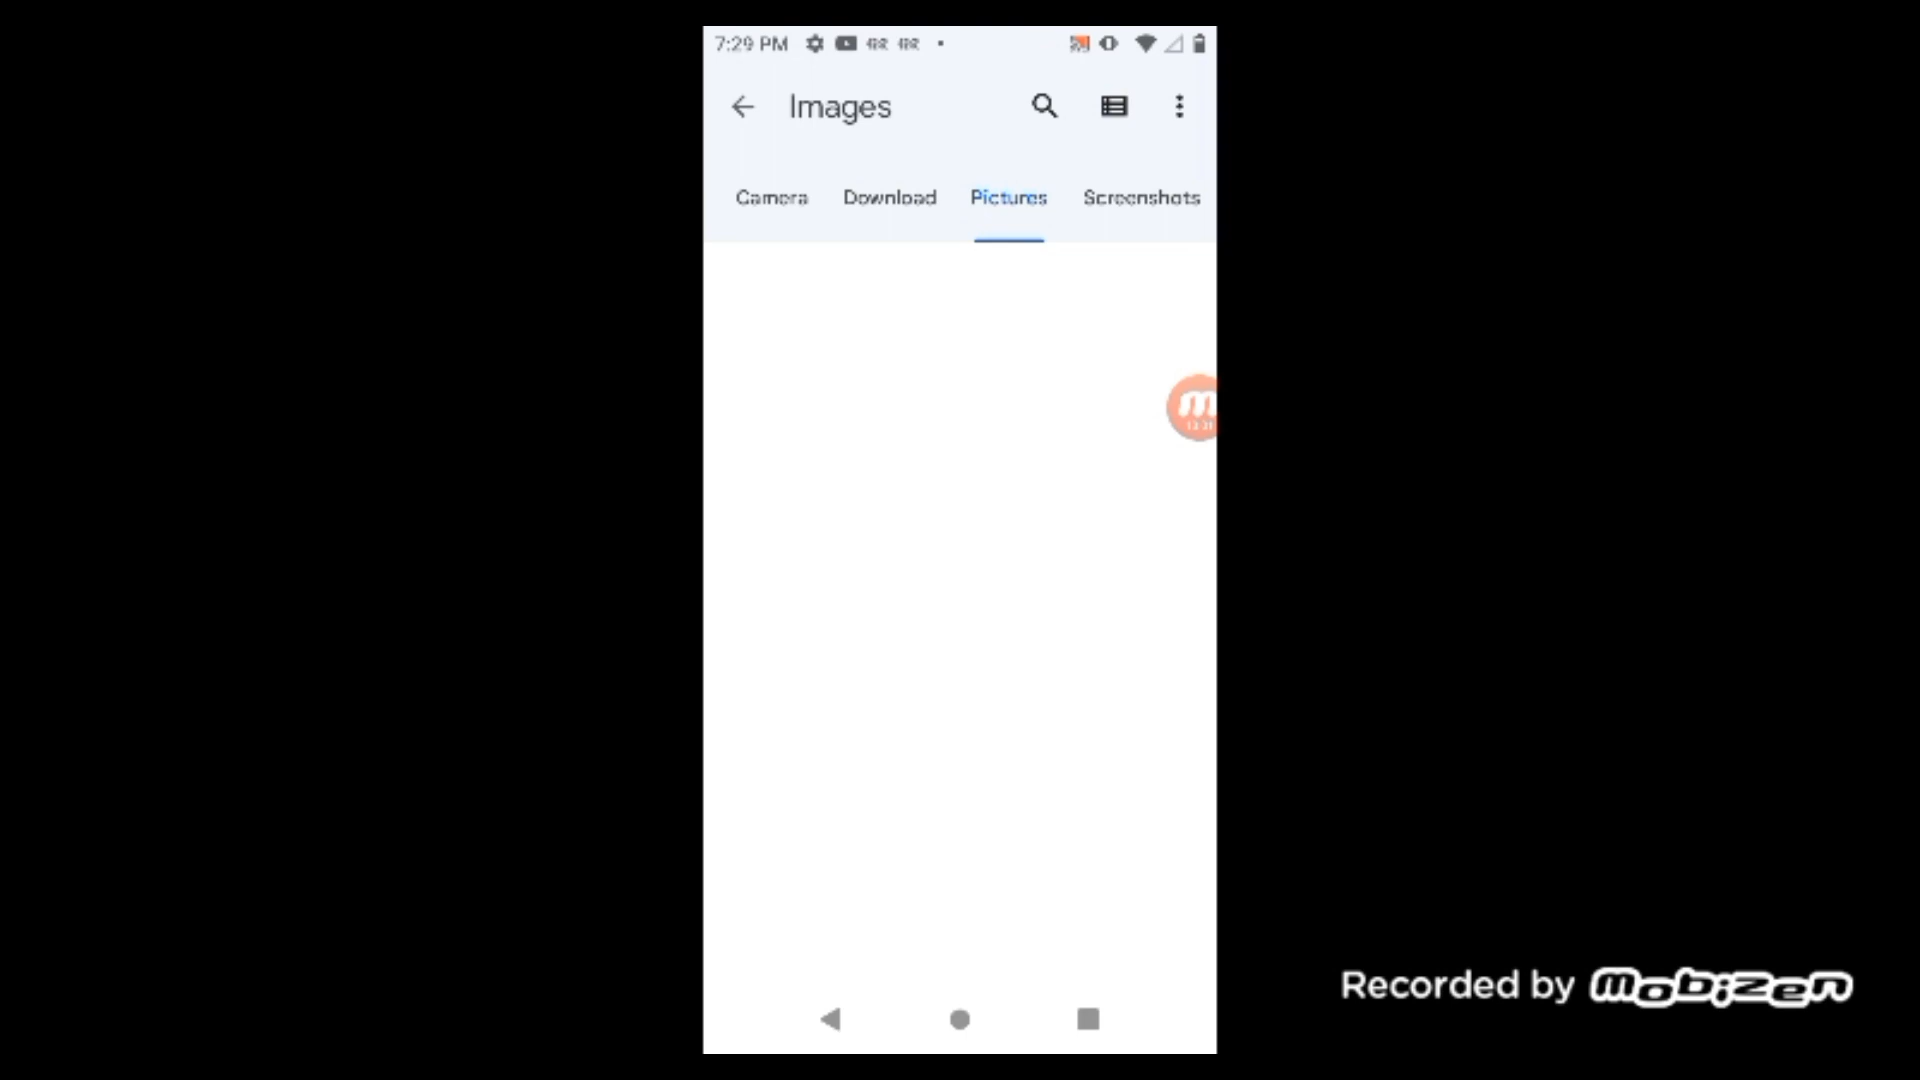 7:29 PM
Images
Camera Download Pictures Screenshots
m
Recorded by mobizen